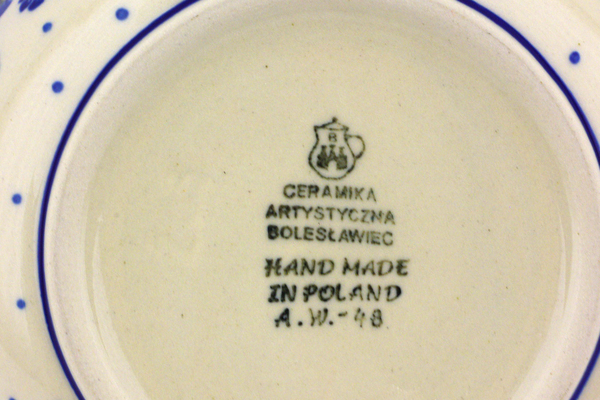 B
CERAMIKA
ARTYSTYCZNA
BOLESŁAWIEC
HAND MADE
IN POLAND
A.W.-48